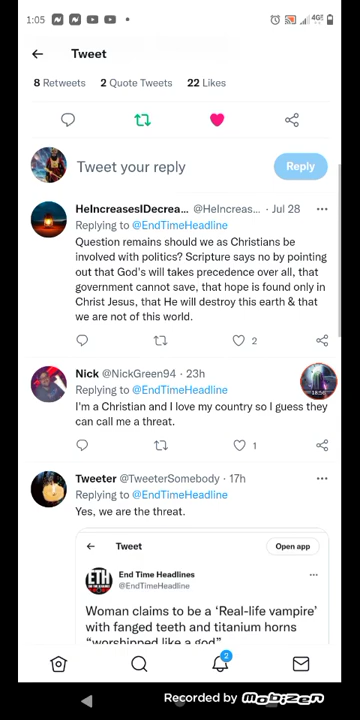 1:05
4G
Tweet
8 Retweets 2 Quote Tweets 22 Likes
Tweet your reply
Reply
HeIncreasesIDecrea... @HeIncreas... · Jul 28
Replying to @EndTimeHeadline
Question remains should we as Christians be
involved with politics? Scripture says no by pointing
out that God's will takes precedence over all, that
government cannot save, that hope is found only in
Christ Jesus, that He will destroy this earth & that
we are not of this world.
2
Nick @NickGreen94 · 23h
Replying to @EndTimeHeadline
I'm a Christian and I love my country so I guess they
can call me a threat.
1
Tweeter @TweeterSomebody · 17h
Replying to @EndTimeHeadline
Yes, we are the threat.
Tweet
Open app
ETH
End Time Headlines
@EndTimeHeadline
Woman claims to be a ‘Real-life vampire’
with fanged teeth and titanium horns
“worshipped like a god”
2
Recorded by Mobizen